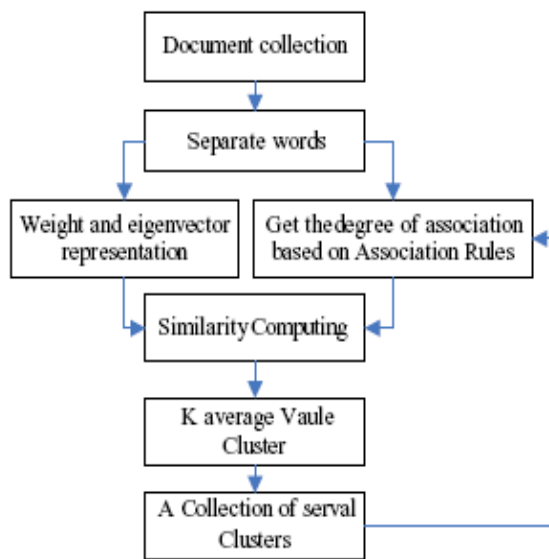 Document collection
Separate words
Weight and eigenvector
representation
Get thedegree of association
based on Association Rules
Similarity Computing
K average Vaule
Cluster
A Collection of serval
Clusters